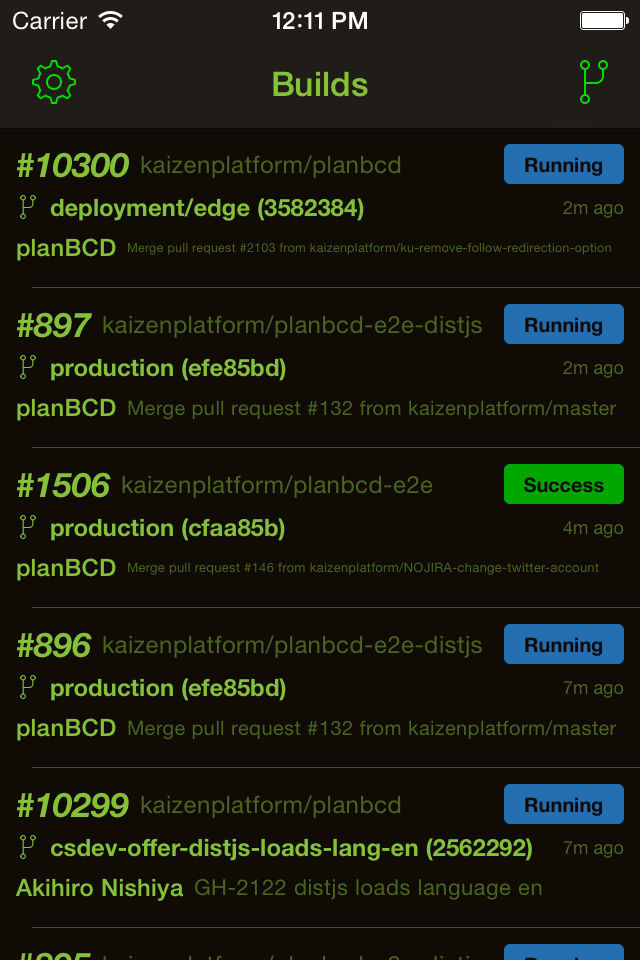 Carrier 12:11 PM
Builds
#10300 kaizenplatform/planbcd Running
deployment/edge (3582384) 2m ago
planBCD Merge pull request #2103 from kaizenplatform/ku-remove-follow-redirection-option
#897 kaizenplatform/planbcd-e2e-distjs Running
production (efe85bd) 2m ago
planBCD Merge pull request #132 from kaizenplatform/master
#1506 kaizenplatform/planbcd-e2e Success
production (cfaa85b) 4m ago
planBCD Merge pull request #146 from kaizenplatform/NOJIRA-change-twitter-account
#896 kaizenplatform/planbcd-e2e-distjs Running
production (efe85bd) 7m ago
planBCD Merge pull request #132 from kaizenplatform/master
#10299 kaizenplatform/planbcd Running
csdev-offer-distjs-loads-lang-en (2562292) 7m ago
Akihiro Nishiya GH-2122 distjs loads language en